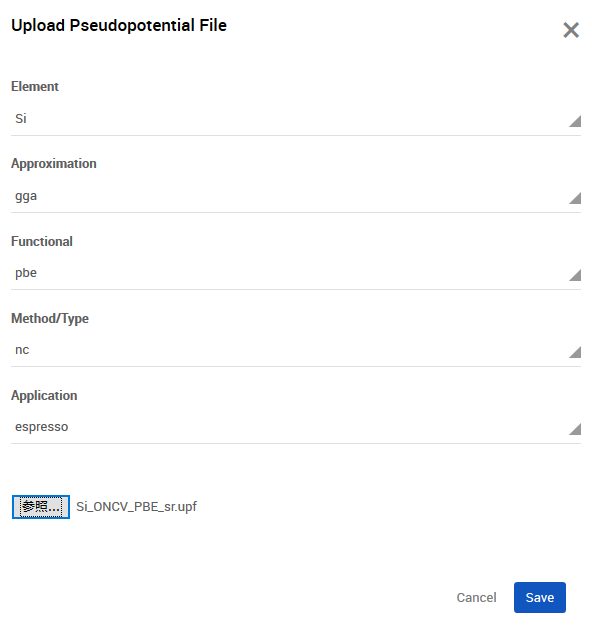 Upload Pseudopotential File
Element
Si
Approximation
gga
Functional
pbe
Method/Type
nc
Application
espresso
参照... Si_ONCV_PBE_sr.upf
Cancel Save